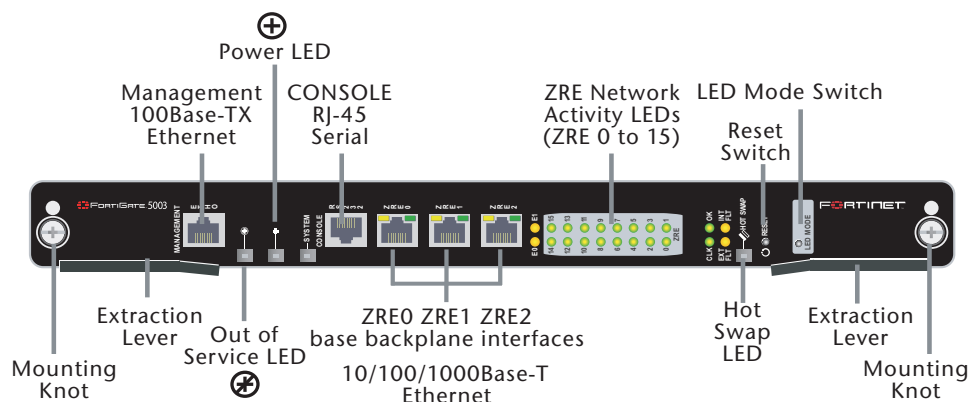 Power LED
Management
100Base-TX
Ethernet
CONSOLE
RJ-45
Serial
ZRE Network
Activity LEDs
(ZRE 0 to 15)
LED Mode Switch
Reset
Switch
FORTIGATE 5003
MANAGEMENT
ETHO
SYSTEM
CONSOLE
RS232
ZRE0
ZRE1
ZRE2
E0 E1
15 13 11 9 7 5 3 1
14 12 10 8 6 4 2 0
ZRE
CLK OK
EXT FLT INT FLT
HOT SWAP
RESET
LED MODE
FORTINET
Extraction
Lever
Out of
Service LED
ZRE0 ZRE1 ZRE2
base backplane interfaces
10/100/1000Base-T
Ethernet
Hot
Swap
LED
Extraction
Lever
Mounting
Knot
Mounting
Knot